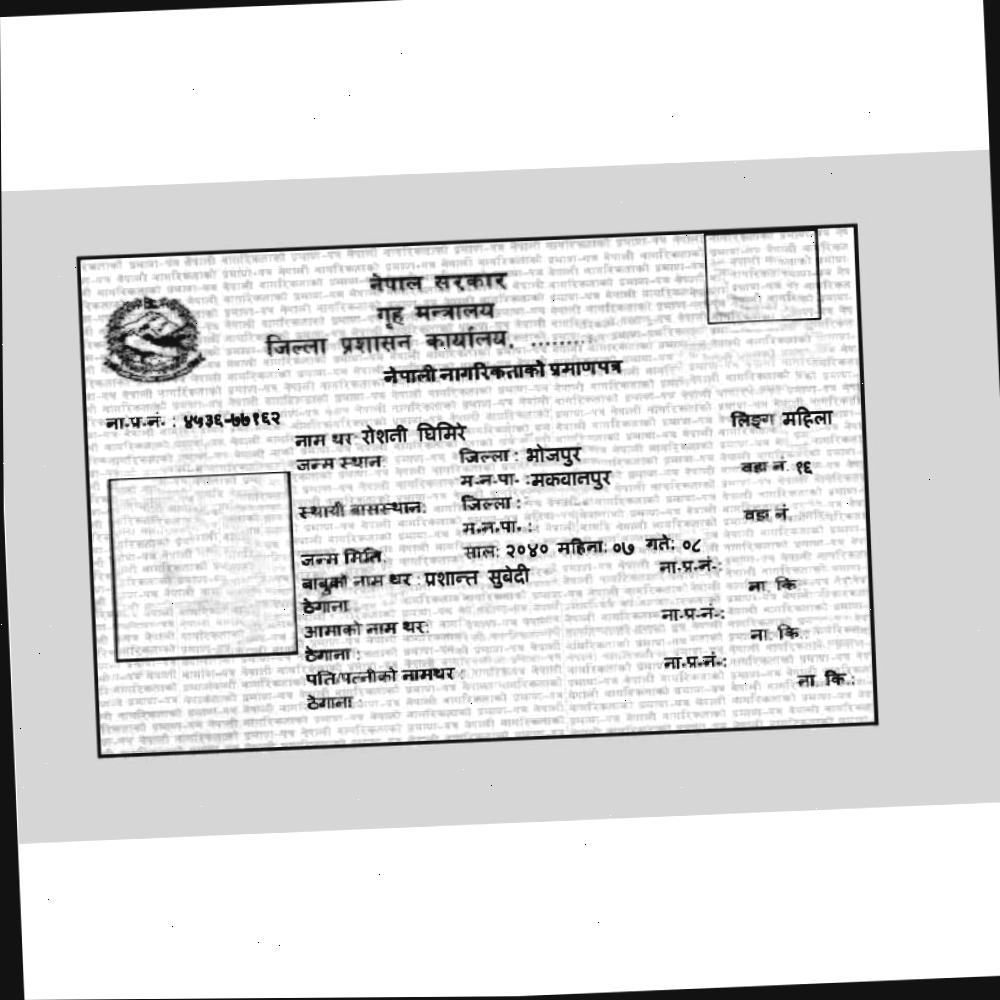 नेपाल सरकार
गृह मन्त्रालय
जिल्ला प्रशासन कार्यालय, ........
नेपाली नागरिकताको प्रमाणपत्र
ना.प्र.नं. : ४५३६-७७१६२
लिङ्ग महिला
नाम थर रोशनी घिमिरे
जन्म स्थान जिल्ला : भोजपुर
म.न.पा. :मकवानपुर वडा नं. १६
स्थायी बासस्थान: जिल्ला :
म.न.पा. : वडा नं.
जन्म मिति: साल: २०४० महिना: ०७ गते: ०८
बाबुको नाम थर : प्रशान्त सुवेदी ना.प्र.नं.:
ठेगाना ना. कि.
आमाको नाम थर: ना.प्र.नं.:
ठेगाना : ना. कि.:
पति/पत्नीको नामथर : ना.प्र.नं.:
ठेगाना : ना. कि.: